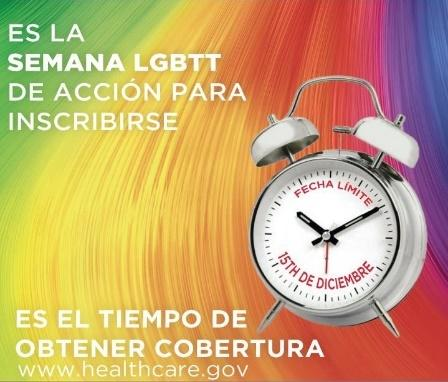 ES LA
SEMANA LGBTT
DE ACCIÓN PARA
INSCRIBIRSE
FECHA LÍMITE
15TH DE DICIEMBRE
ES EL TIEMPO DE
OBTENER COBERTURA
www.healthcare.gov